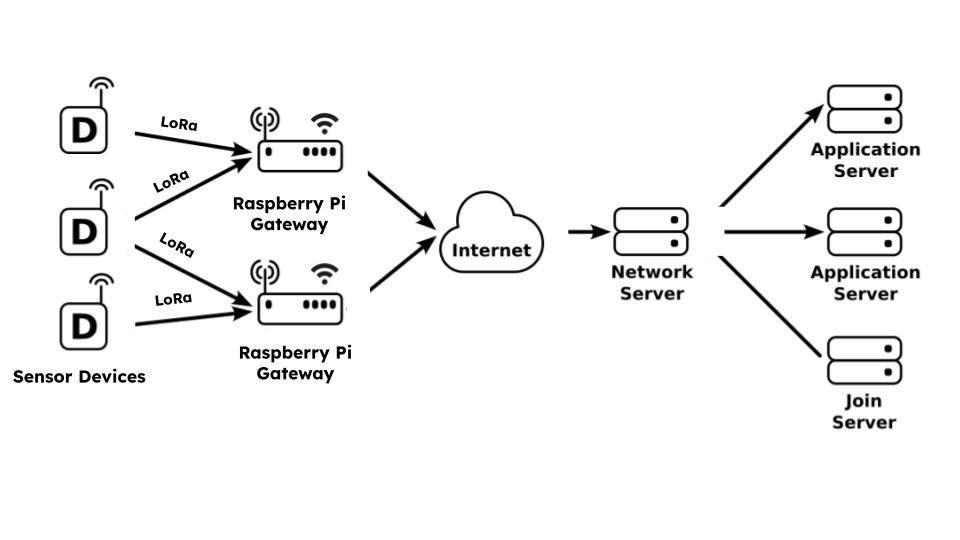 D
LoRa
LoRa
Raspberry Pi
Gateway
D
LoRa
LoRa
D
Sensor Devices
Raspberry Pi
Gateway
Internet
Network
Server
Application
Server
Application
Server
Join
Server